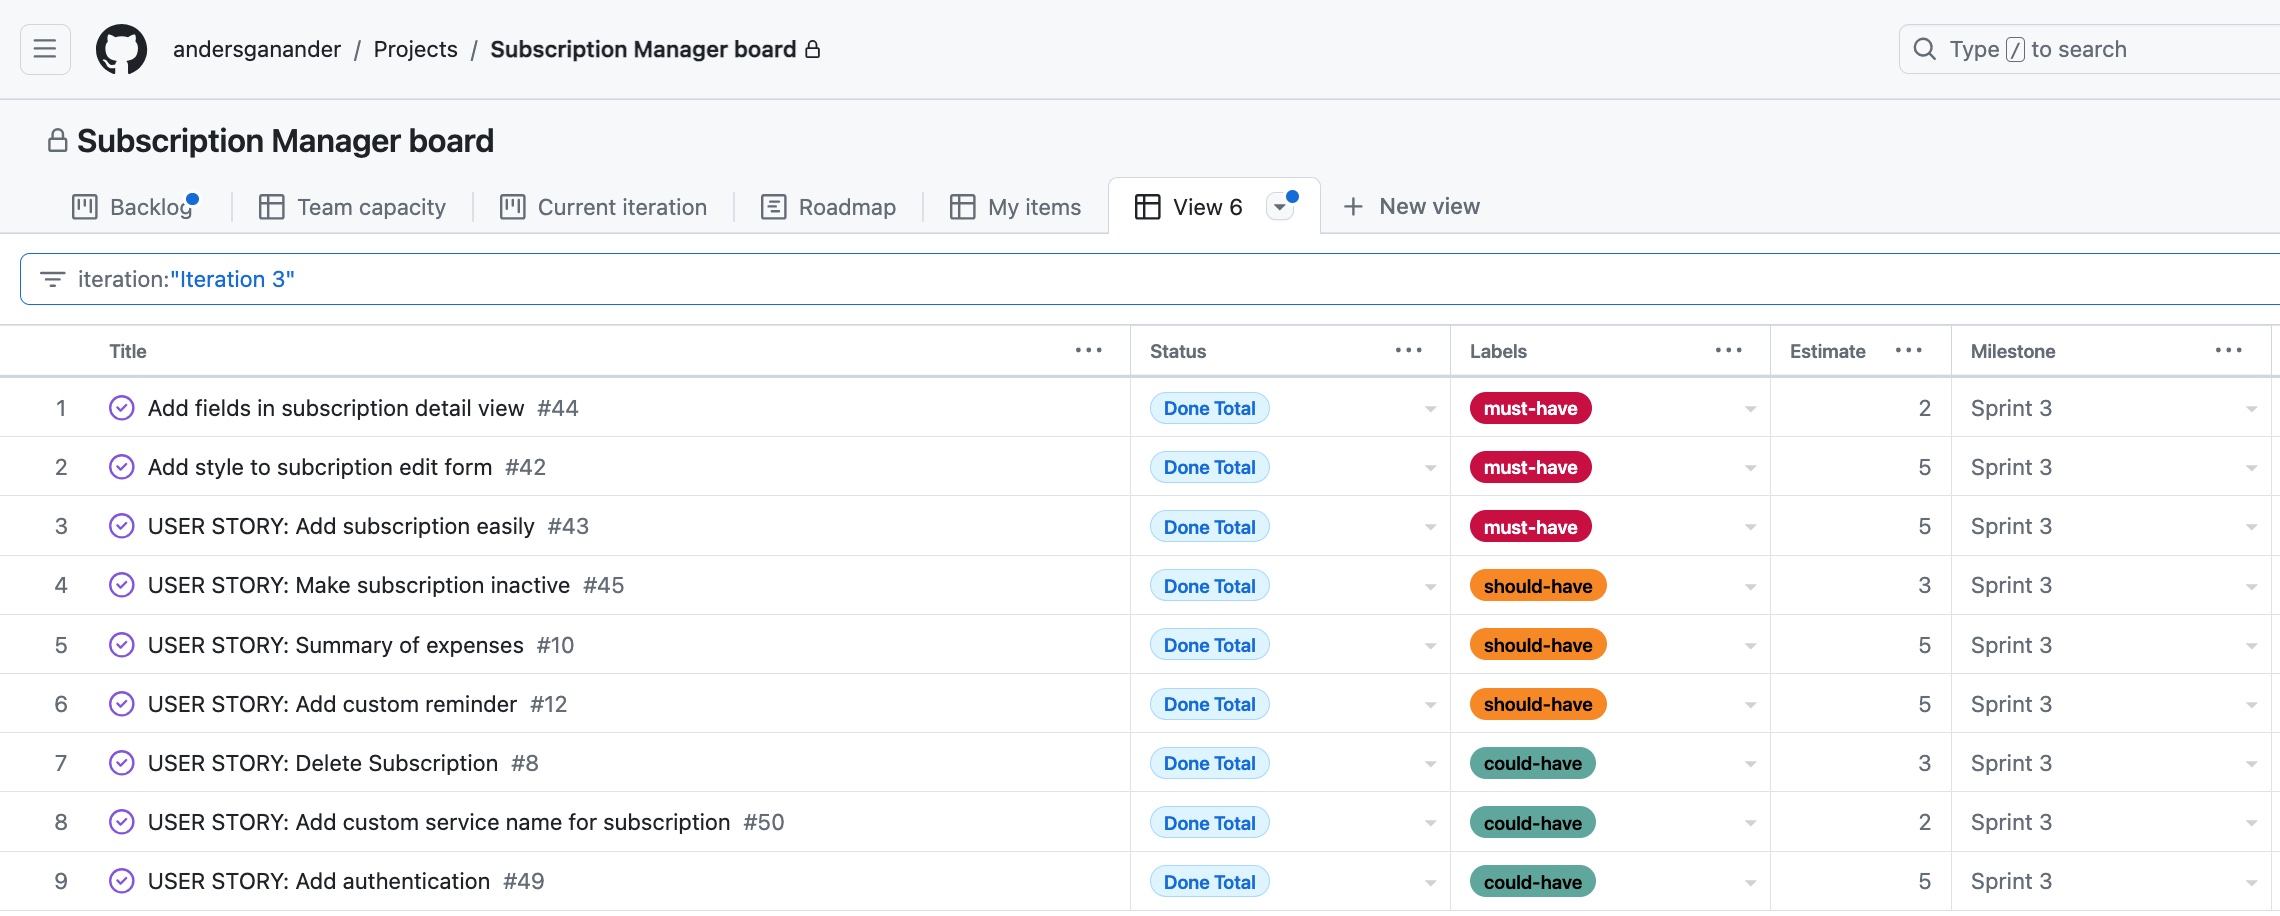 andersganander / Projects / Subscription Manager board
Type / to search
Subscription Manager board
Backlog
Team capacity
Current iteration
Roadmap
My items
View 6
New view
iteration:"Iteration 3"
Title Status Labels Estimate Milestone
1 Add fields in subscription detail view #44 Done Total must-have 2 Sprint 3
2 Add style to subcription edit form #42 Done Total must-have 5 Sprint 3
3 USER STORY: Add subscription easily #43 Done Total must-have 5 Sprint 3
4 USER STORY: Make subscription inactive #45 Done Total should-have 3 Sprint 3
5 USER STORY: Summary of expenses #10 Done Total should-have 5 Sprint 3
6 USER STORY: Add custom reminder #12 Done Total should-have 5 Sprint 3
7 USER STORY: Delete Subscription #8 Done Total could-have 3 Sprint 3
8 USER STORY: Add custom service name for subscription #50 Done Total could-have 2 Sprint 3
9 USER STORY: Add authentication #49 Done Total could-have 5 Sprint 3